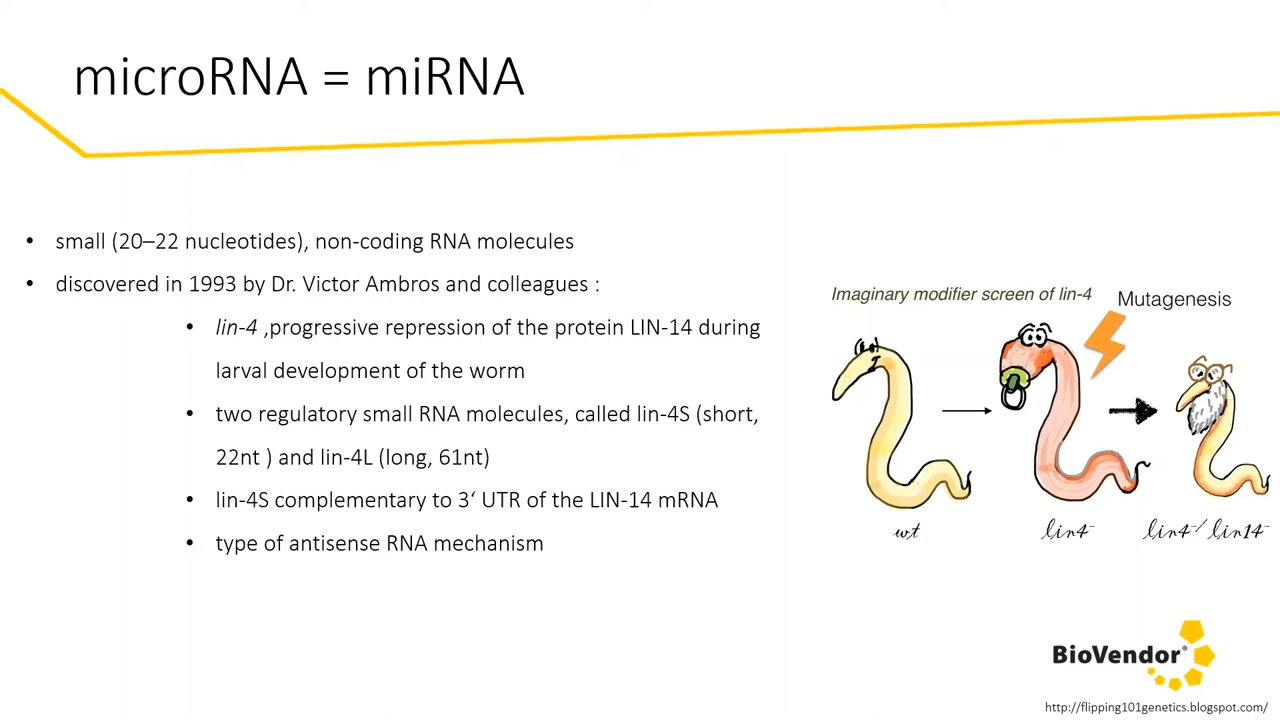 microRNA = miRNA
• small (20–22 nucleotides), non-coding RNA molecules
• discovered in 1993 by Dr. Victor Ambros and colleagues :
• lin-4 ,progressive repression of the protein LIN-14 during
larval development of the worm
• two regulatory small RNA molecules, called lin-4S (short,
22nt ) and lin-4L (long, 61nt)
• lin-4S complementary to 3‘ UTR of the LIN-14 mRNA
• type of antisense RNA mechanism
Imaginary modifier screen of lin-4
Mutagenesis
wt
lin4⁻
lin4⁻/lin14⁻
BioVendor®
http://flipping101genetics.blogspot.com/